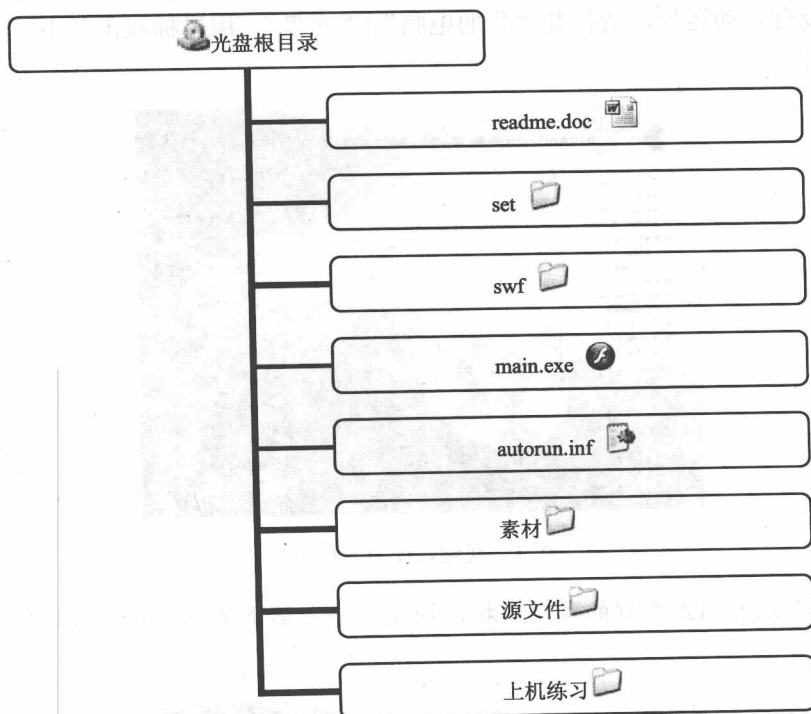 光盘根目录
readme.doc
set
swf
main.exe
autorun.inf
素材
源文件
上机练习